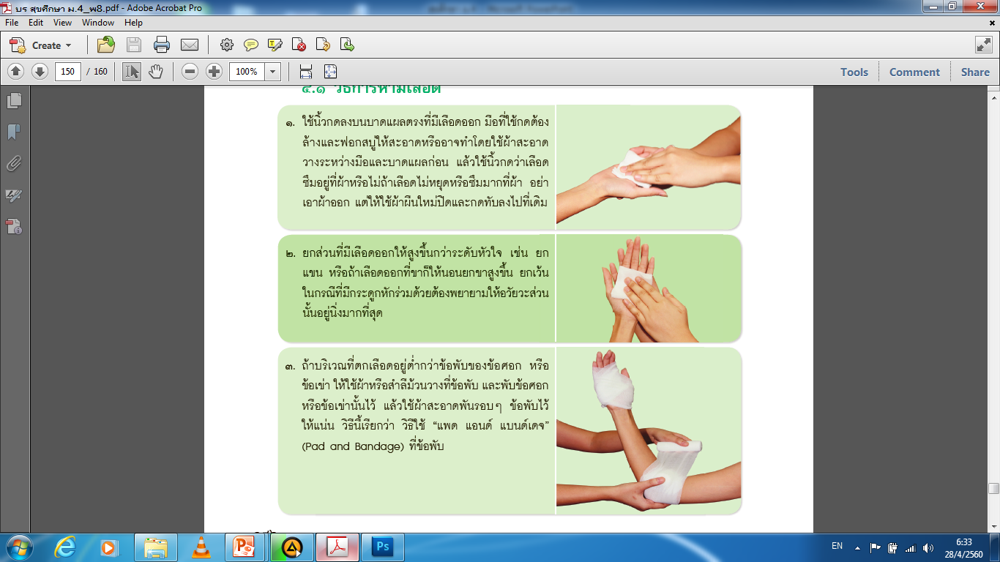 บร สุขศึกษา ม.4_พ8.pdf - Adobe Acrobat Pro
File Edit View Window Help
Create
150 / 160 100% Tools Comment Share
๔.๑ วิธีการห้ามเลือด
๑. ใช้นิ้วกดลงบนบาดแผลตรงที่มีเลือดออก มือที่ใช้กดต้อง
ล้างและฟอกสบู่ให้สะอาดหรืออาจทำโดยใช้ผ้าสะอาด
วางระหว่างมือและบาดแผลก่อน แล้วใช้นิ้วกดว่าเลือด
ซึมอยู่ที่ผ้าหรือไม่ถ้าเลือดไม่หยุดหรือซึมมากที่ผ้า อย่า
เอาผ้าออก แต่ให้ใช้ผ้าผืนใหม่ปิดและกดทับลงไปที่เดิม
๒. ยกส่วนที่มีเลือดออกให้สูงขึ้นกว่าระดับหัวใจ เช่น ยก
แขน หรือถ้าเลือดออกที่ขาก็ให้นอนยกขาสูงขึ้น ยกเว้น
ในกรณีที่มีกระดูกหักร่วมด้วยต้องพยายามให้อวัยวะส่วน
นั้นอยู่นิ่งมากที่สุด
๓. ถ้าบริเวณที่ตกเลือดอยู่ต่ำกว่าข้อพับของข้อศอก หรือ
ข้อเข่า ให้ใช้ผ้าหรือสำลีม้วนวางที่ข้อพับ และพับข้อศอก
หรือข้อเข่านั้นไว้ แล้วใช้ผ้าสะอาดพันรอบๆ ข้อพับไว้
ให้แน่น วิธีนี้เรียกว่า วิธีใช้ “แพด แอนด์ แบนด์เดจ”
(Pad and Bandage) ที่ข้อพับ
EN 6:33
28/4/2560